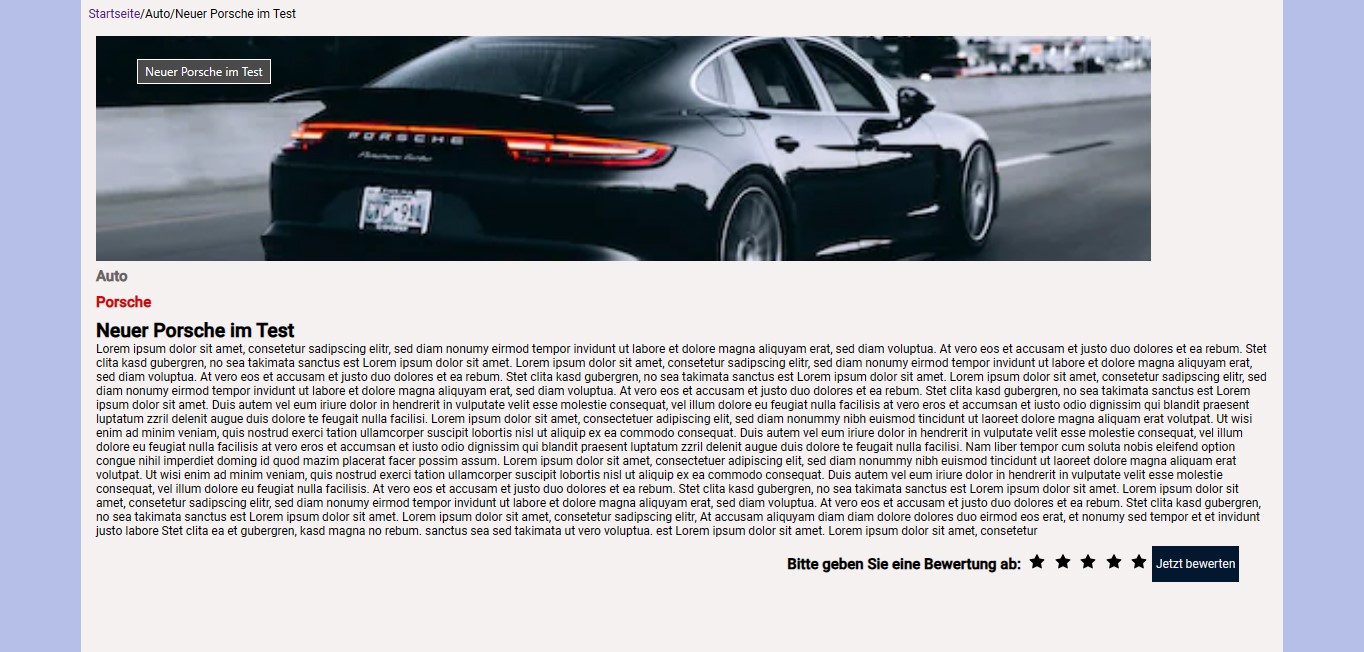 Startseite/Auto/Neuer Porsche im Test
Neuer Porsche im Test
PORSCHE
Panamera Turbo
Auto
Porsche
Neuer Porsche im Test
Lorem ipsum dolor sit amet, consetetur sadipscing elitr, sed diam nonumy eirmod tempor invidunt ut labore et dolore magna aliquyam erat, sed diam voluptua. At vero eos et accusam et justo duo dolores et ea rebum. Stet
clita kasd gubergren, no sea takimata sanctus est Lorem ipsum dolor sit amet. Lorem ipsum dolor sit amet, consetetur sadipscing elitr, sed diam nonumy eirmod tempor invidunt ut labore et dolore magna aliquyam erat,
sed diam voluptua. At vero eos et accusam et justo duo dolores et ea rebum. Stet clita kasd gubergren, no sea takimata sanctus est Lorem ipsum dolor sit amet. Lorem ipsum dolor sit amet, consetetur sadipscing elitr, sed
diam nonumy eirmod tempor invidunt ut labore et dolore magna aliquyam erat, sed diam voluptua. At vero eos et accusam et justo duo dolores et ea rebum. Stet clita kasd gubergren, no sea takimata sanctus est Lorem
ipsum dolor sit amet. Duis autem vel eum iriure dolor in hendrerit in vulputate velit esse molestie consequat, vel illum dolore eu feugiat nulla facilisis at vero eros et accumsan et iusto odio dignissim qui blandit praesent
luptatum zzril delenit augue duis dolore te feugait nulla facilisi. Lorem ipsum dolor sit amet, consectetuer adipiscing elit, sed diam nonummy nibh euismod tincidunt ut laoreet dolore magna aliquam erat volutpat. Ut wisi
enim ad minim veniam, quis nostrud exerci tation ullamcorper suscipit lobortis nisl ut aliquip ex ea commodo consequat. Duis autem vel eum iriure dolor in hendrerit in vulputate velit esse molestie consequat, vel illum
dolore eu feugiat nulla facilisis at vero eros et accumsan et iusto odio dignissim qui blandit praesent luptatum zzril delenit augue duis dolore te feugait nulla facilisi. Nam liber tempor cum soluta nobis eleifend option
congue nihil imperdiet doming id quod mazim placerat facer possim assum. Lorem ipsum dolor sit amet, consectetuer adipiscing elit, sed diam nonummy nibh euismod tincidunt ut laoreet dolore magna aliquam erat
volutpat. Ut wisi enim ad minim veniam, quis nostrud exerci tation ullamcorper suscipit lobortis nisl ut aliquip ex ea commodo consequat. Duis autem vel eum iriure dolor in hendrerit in vulputate velit esse molestie
consequat, vel illum dolore eu feugiat nulla facilisis. At vero eos et accusam et justo duo dolores et ea rebum. Stet clita kasd gubergren, no sea takimata sanctus est Lorem ipsum dolor sit amet. Lorem ipsum dolor sit
amet, consetetur sadipscing elitr, sed diam nonumy eirmod tempor invidunt ut labore et dolore magna aliquyam erat, sed diam voluptua. At vero eos et accusam et justo duo dolores et ea rebum. Stet clita kasd gubergren,
no sea takimata sanctus est Lorem ipsum dolor sit amet. Lorem ipsum dolor sit amet, consetetur sadipscing elitr, At accusam aliquyam diam diam dolore dolores duo eirmod eos erat, et nonumy sed tempor et et invidunt
justo labore Stet clita ea et gubergren, kasd magna no rebum. sanctus sea sed takimata ut vero voluptua. est Lorem ipsum dolor sit amet. Lorem ipsum dolor sit amet, consetetur
Bitte geben Sie eine Bewertung ab: ★ ★ ★ ★ ★ Jetzt bewerten